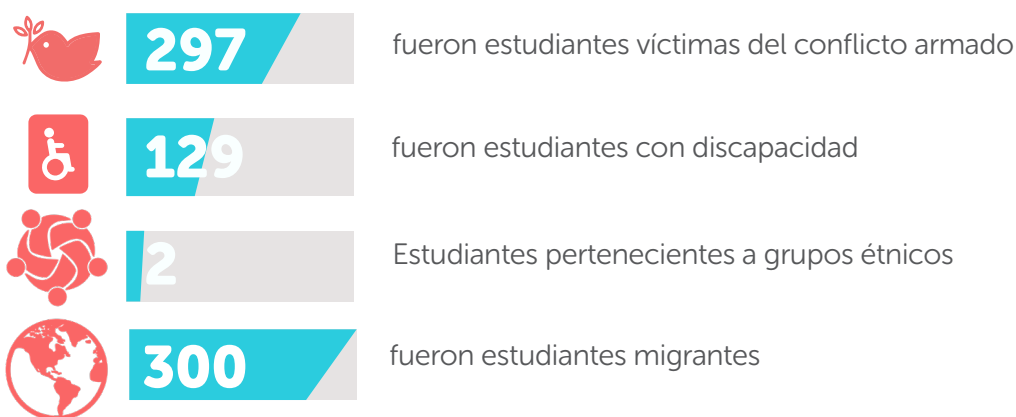 297 fueron estudiantes víctimas del conflicto armado
129 fueron estudiantes con discapacidad
2 Estudiantes pertenecientes a grupos étnicos
300 fueron estudiantes migrantes